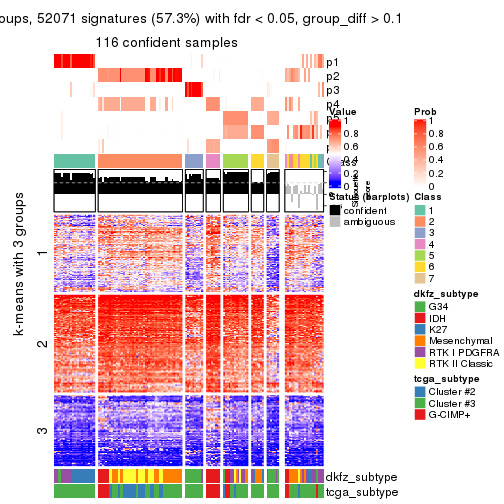 oups, 52071 signatures (57.3%) with fdr < 0.05, group_diff > 0.1
116 confident samples
p1
p2
p3
p4
Value
1
0.8
0.6
0.4
0.2
0
Prob
1
0.8
0.6
0.4
0.2
0
Class
Silhouette
score
Status (barplots)
confident
ambiguous
Class
1
2
3
4
5
6
7
k-means with 3 groups
1
2
3
dkfz_subtype
G34
IDH
K27
Mesenchymal
RTK I PDGFRA
RTK II Classic
tcga_subtype
Cluster #2
Cluster #3
G-CIMP+
dkfz_subtype
tcga_subtype